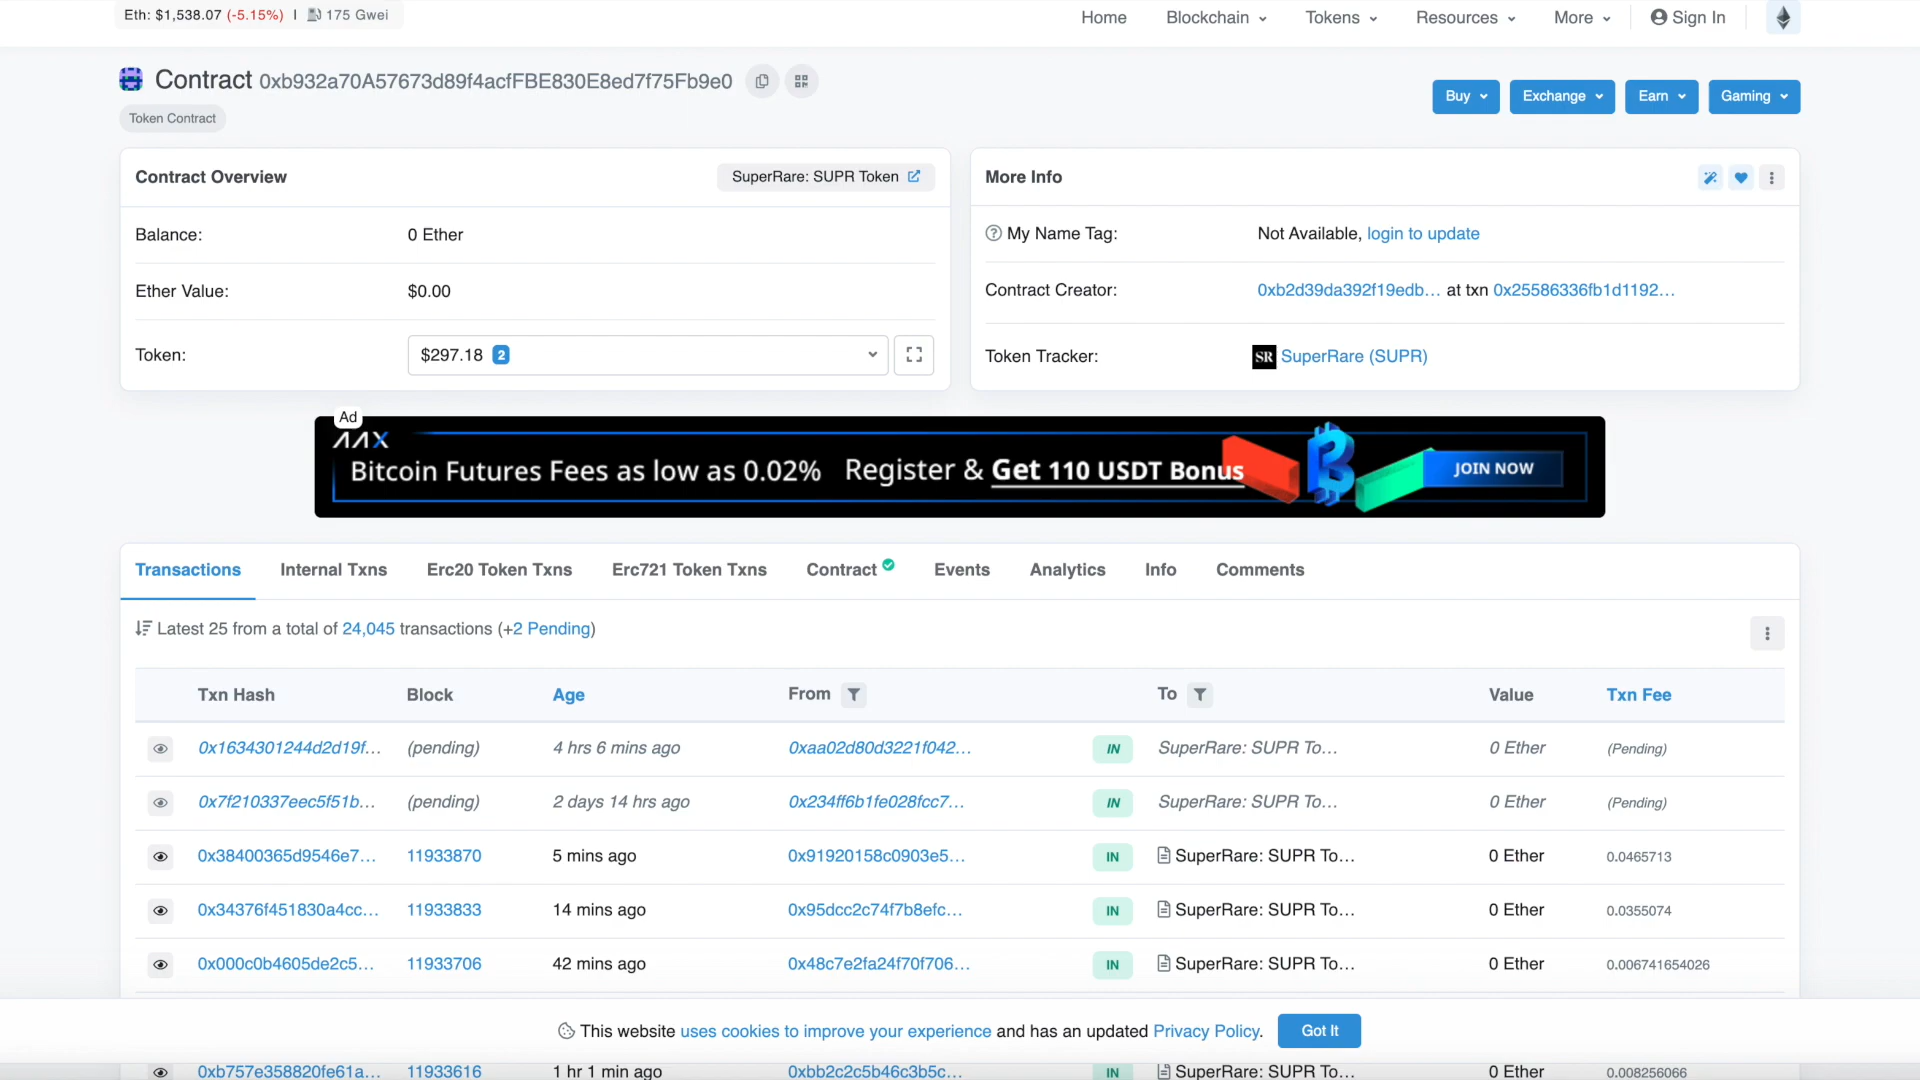 Eth: $1,538.07 (-5.15%) | 175 Gwei
Home Blockchain Tokens Resources More Sign In
Contract 0xb932a70A57673d89f4acfFBE830E8ed7f75Fb9e0
Token Contract
Buy Exchange Earn Gaming
Contract Overview SuperRare: SUPR Token
Balance: 0 Ether
Ether Value: $0.00
Token: $297.18 2
More Info
My Name Tag: Not Available, login to update
Contract Creator: 0xb2d39da392f19edb... at txn 0x25586336fb1d1192...
Token Tracker: SR SuperRare (SUPR)
Ad
AAX
Bitcoin Futures Fees as low as 0.02% Register & Get 110 USDT Bonus JOIN NOW
Transactions Internal Txns Erc20 Token Txns Erc721 Token Txns Contract Events Analytics Info Comments
Latest 25 from a total of 24,045 transactions (+2 Pending)
Txn Hash Block Age From To Value Txn Fee
0x1634301244d2d19f... (pending) 4 hrs 6 mins ago 0xaa02d80d3221f042... IN SuperRare: SUPR To... 0 Ether (Pending)
0x7f210337eec5f51b... (pending) 2 days 14 hrs ago 0x234ff6b1fe028fcc7... IN SuperRare: SUPR To... 0 Ether (Pending)
0x38400365d9546e7... 11933870 5 mins ago 0x91920158c0903e5... IN SuperRare: SUPR To... 0 Ether 0.0465713
0x34376f451830a4cc... 11933833 14 mins ago 0x95dcc2c74f7b8efc... IN SuperRare: SUPR To... 0 Ether 0.0355074
0x000c0b4605de2c5... 11933706 42 mins ago 0x48c7e2fa24f70f706... IN SuperRare: SUPR To... 0 Ether 0.006741654026
This website uses cookies to improve your experience and has an updated Privacy Policy. Got It
0xb757e358820fe61a... 11933616 1 hr 1 min ago 0xbb2c2c5b46c3b5c... IN SuperRare: SUPR To... 0 Ether 0.008256066